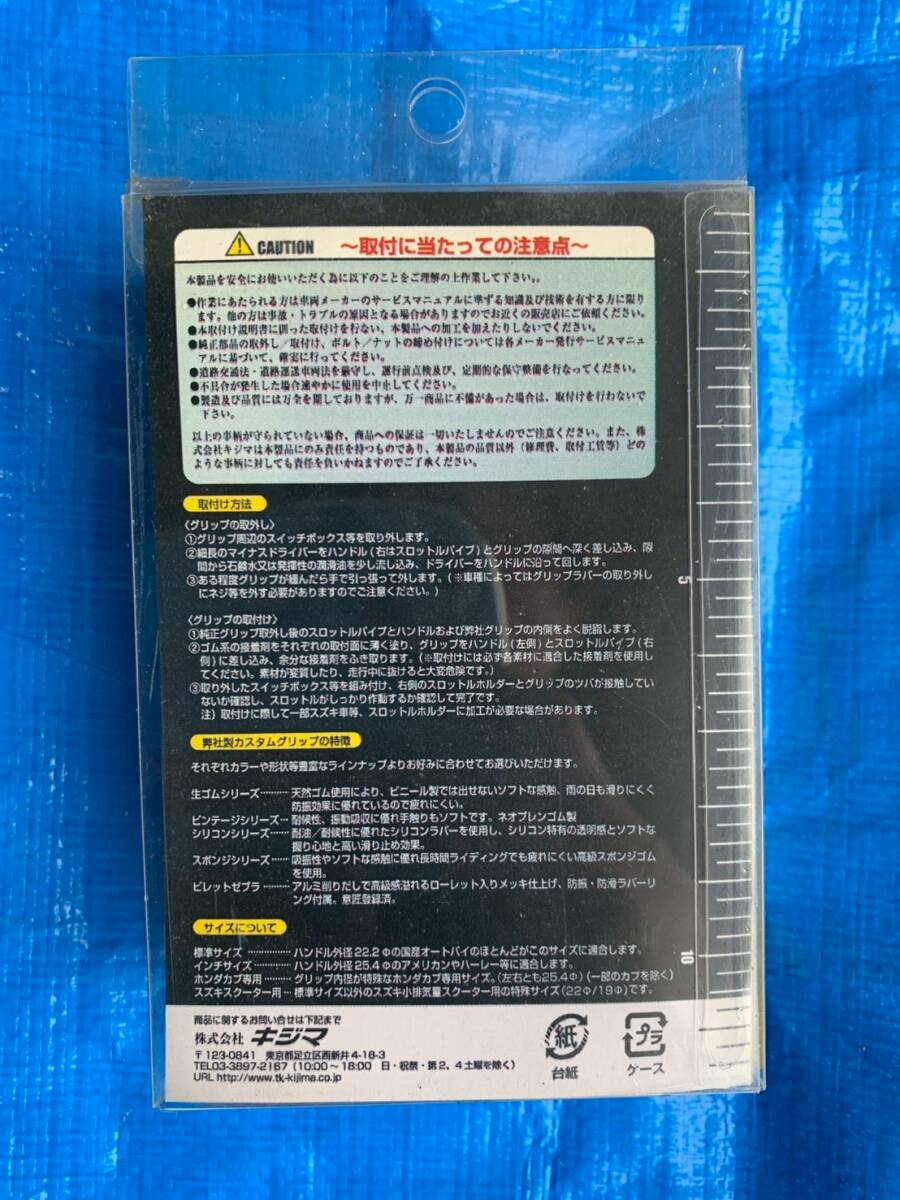 CAUTION ～取付に当たっての注意点～
本製品を安全にお使いいただく為に以下のことをご理解の上作業して下さい。
●作業にあたられる方は車両メーカーのサービスマニュアルに準ずる知識及び技術を有する方に限ります。他の方は事故・トラブルの原因となる場合がありますのでお近くの販売店にご依頼ください。
●本取付け説明書に則った取付けを行ない、本製品への加工を加えたりしないでください。
●純正部品の取外し／取付け、ボルト／ナットの締め付けについては各メーカー発行サービスマニュアルに基づいて、確実に行ってください。
●道路交通法・道路運送車両法を厳守し、運行前点検及び、定期的な保守整備を行なってください。
●不具合が発生した場合速やかに使用を中止してください。
●製造及び品質には万全を期しておりますが、万一商品に不備があった場合は、取付けを行わないで下さい。
以上の事柄が守られていない場合、商品への保証は一切いたしませんのでご注意ください。また、株式会社キジマは本製品にのみ責任を持つものであり、本製品の品質以外（修理費、取付工賃等）どのような事柄に対しても責任を負いかねますのでご了承ください。
取付け方法
〈グリップの取外し〉
①グリップ周辺のスイッチボックス等を取り外します。
②細長のマイナスドライバーをハンドル（右はスロットルパイプ）とグリップの隙間へ深く差し込み、隙間から石鹸水又は発揮性の潤滑油を少し流し込み、ドライバーをハンドルに沿って回します。
③ある程度グリップが緩んだら手で引っ張って外します。（※車種によってはグリップラバーの取り外しにネジ等を外す必要がありますのでご注意ください。）
〈グリップの取付け〉
①純正グリップ取外し後のスロットルパイプとハンドルおよび弊社グリップの内側をよく脱脂します。
②ゴム系の接着剤をそれぞれの取付面に薄く塗り、グリップをハンドル（左側）とスロットルパイプ（右側）に差し込み、余分な接着剤をふき取ります。（※取付けには必ず各素材に適合した接着剤を使用してください。素材が変質したり、走行中に抜けると大変危険です。）
③取り外したスイッチボックス等を組み付け、右側のスロットルホルダーとグリップのツバが接触していないか確認し、スロットルがしっかり作動するか確認して完了です。
注）取付けに際して一部スズキ車等、スロットルホルダーに加工が必要な場合があります。
弊社製カスタムグリップの特徴
それぞれカラーや形状等豊富なラインナップよりお好みに合わせてお選びいただけます。
生ゴムシリーズ………天然ゴム使用により、ビニール製では出せないソフトな感触、雨の日も滑りにくく防振効果に優れているので疲れにくい。
ビンテージシリーズ…耐候性、振動吸収に優れ手触りもソフトです。ネオプレンゴム製
シリコンシリーズ……耐油／耐候性に優れたシリコンラバーを使用し、シリコン特有の透明感とソフトな握り心地と高い滑り止め効果。
スポンジシリーズ……吸振性やソフトな感触に優れ長時間ライディングでも疲れにくい高級スポンジゴムを使用。
ビレットゼブラ………アルミ削りだしで高級感溢れるローレット入りメッキ仕上げ、防振・防滑ラバーリング付属。意匠登録済。
サイズについて
標準サイズ……………ハンドル外径22.2Φの国産オートバイのほとんどがこのサイズに適合します。
インチサイズ…………ハンドル外径25.4Φのアメリカンやハーレー等に適合します。
ホンダカブ専用………グリップ内径が特殊なホンダカブ専用サイズ。（左右とも25.4Φ）（一部のカブを除く）
スズキスクーター用…標準サイズ以外のスズキ小排気量スクーター用の特殊サイズ（22Φ/19Φ）です。
商品に関するお問い合せは下記まで
株式会社 キジマ
〒123-0841 東京都足立区西新井4-18-3
TEL03-3897-2167（10:00～18:00 日・祝祭・第2、4土曜を除く）
URL http://www.tk-kijima.co.jp
紙
台紙
プラ
ケース
5
10